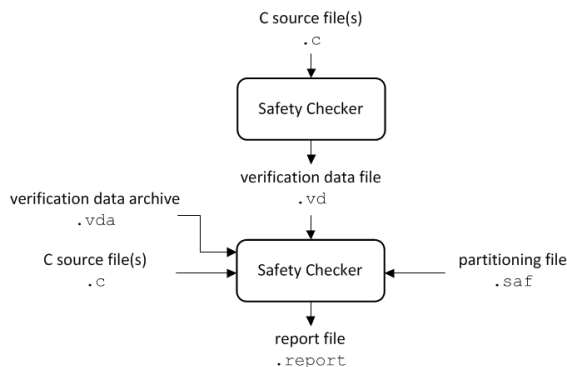 C source file(s)
.c
Safety Checker
verification data file
.vd
verification data archive
.vda
C source file(s)
.c
Safety Checker
partitioning file
.saf
report file
.report